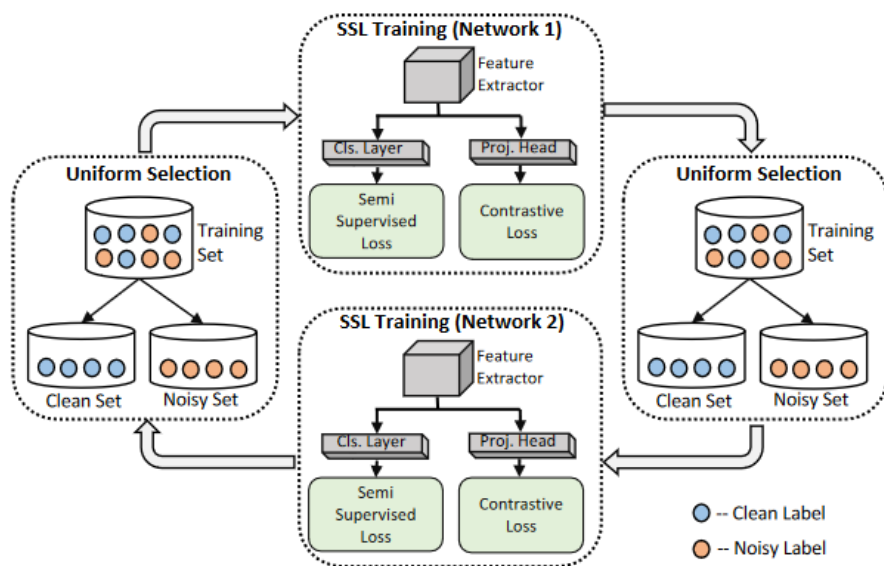 SSL Training (Network 1)
Feature
Extractor
Cls. Layer
Proj. Head
Semi
Supervised
Loss
Contrastive
Loss
Uniform Selection
Training
Set
Clean Set
Noisy Set
Uniform Selection
Training
Set
Clean Set
Noisy Set
SSL Training (Network 2)
Feature
Extractor
Cls. Layer
Proj. Head
Semi
Supervised
Loss
Contrastive
Loss
-- Clean Label
-- Noisy Label